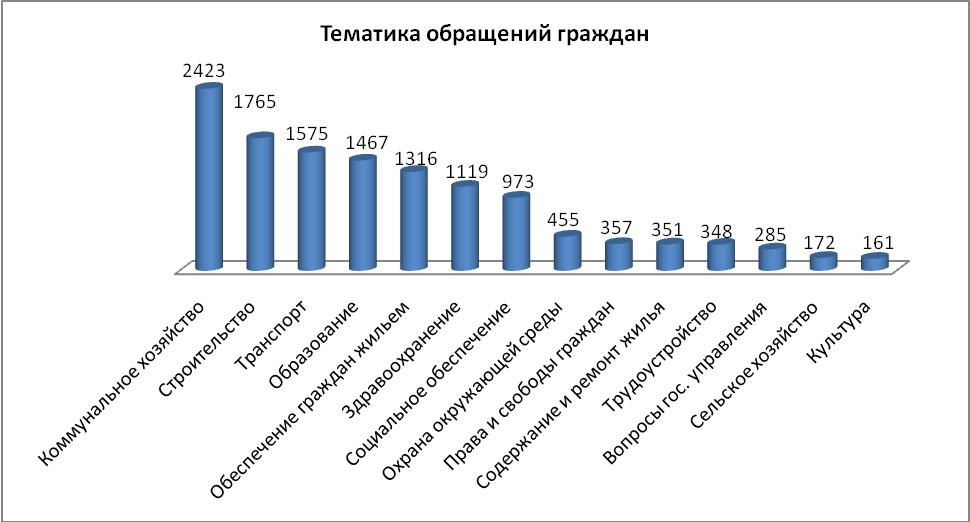 Тематика обращений граждан
2423
1765
1575
1467
1316
1119
973
455
357
351
348
285
172
161
Коммунальное хозяйство
Строительство
Транспорт
Образование
Обеспечение граждан жильем
Здравоохранение
Социальное обеспечение
Охрана окружающей среды
Права и свободы граждан
Содержание и ремонт жилья
Трудоустройство
Вопросы гос. управления
Сельское хозяйство
Культура